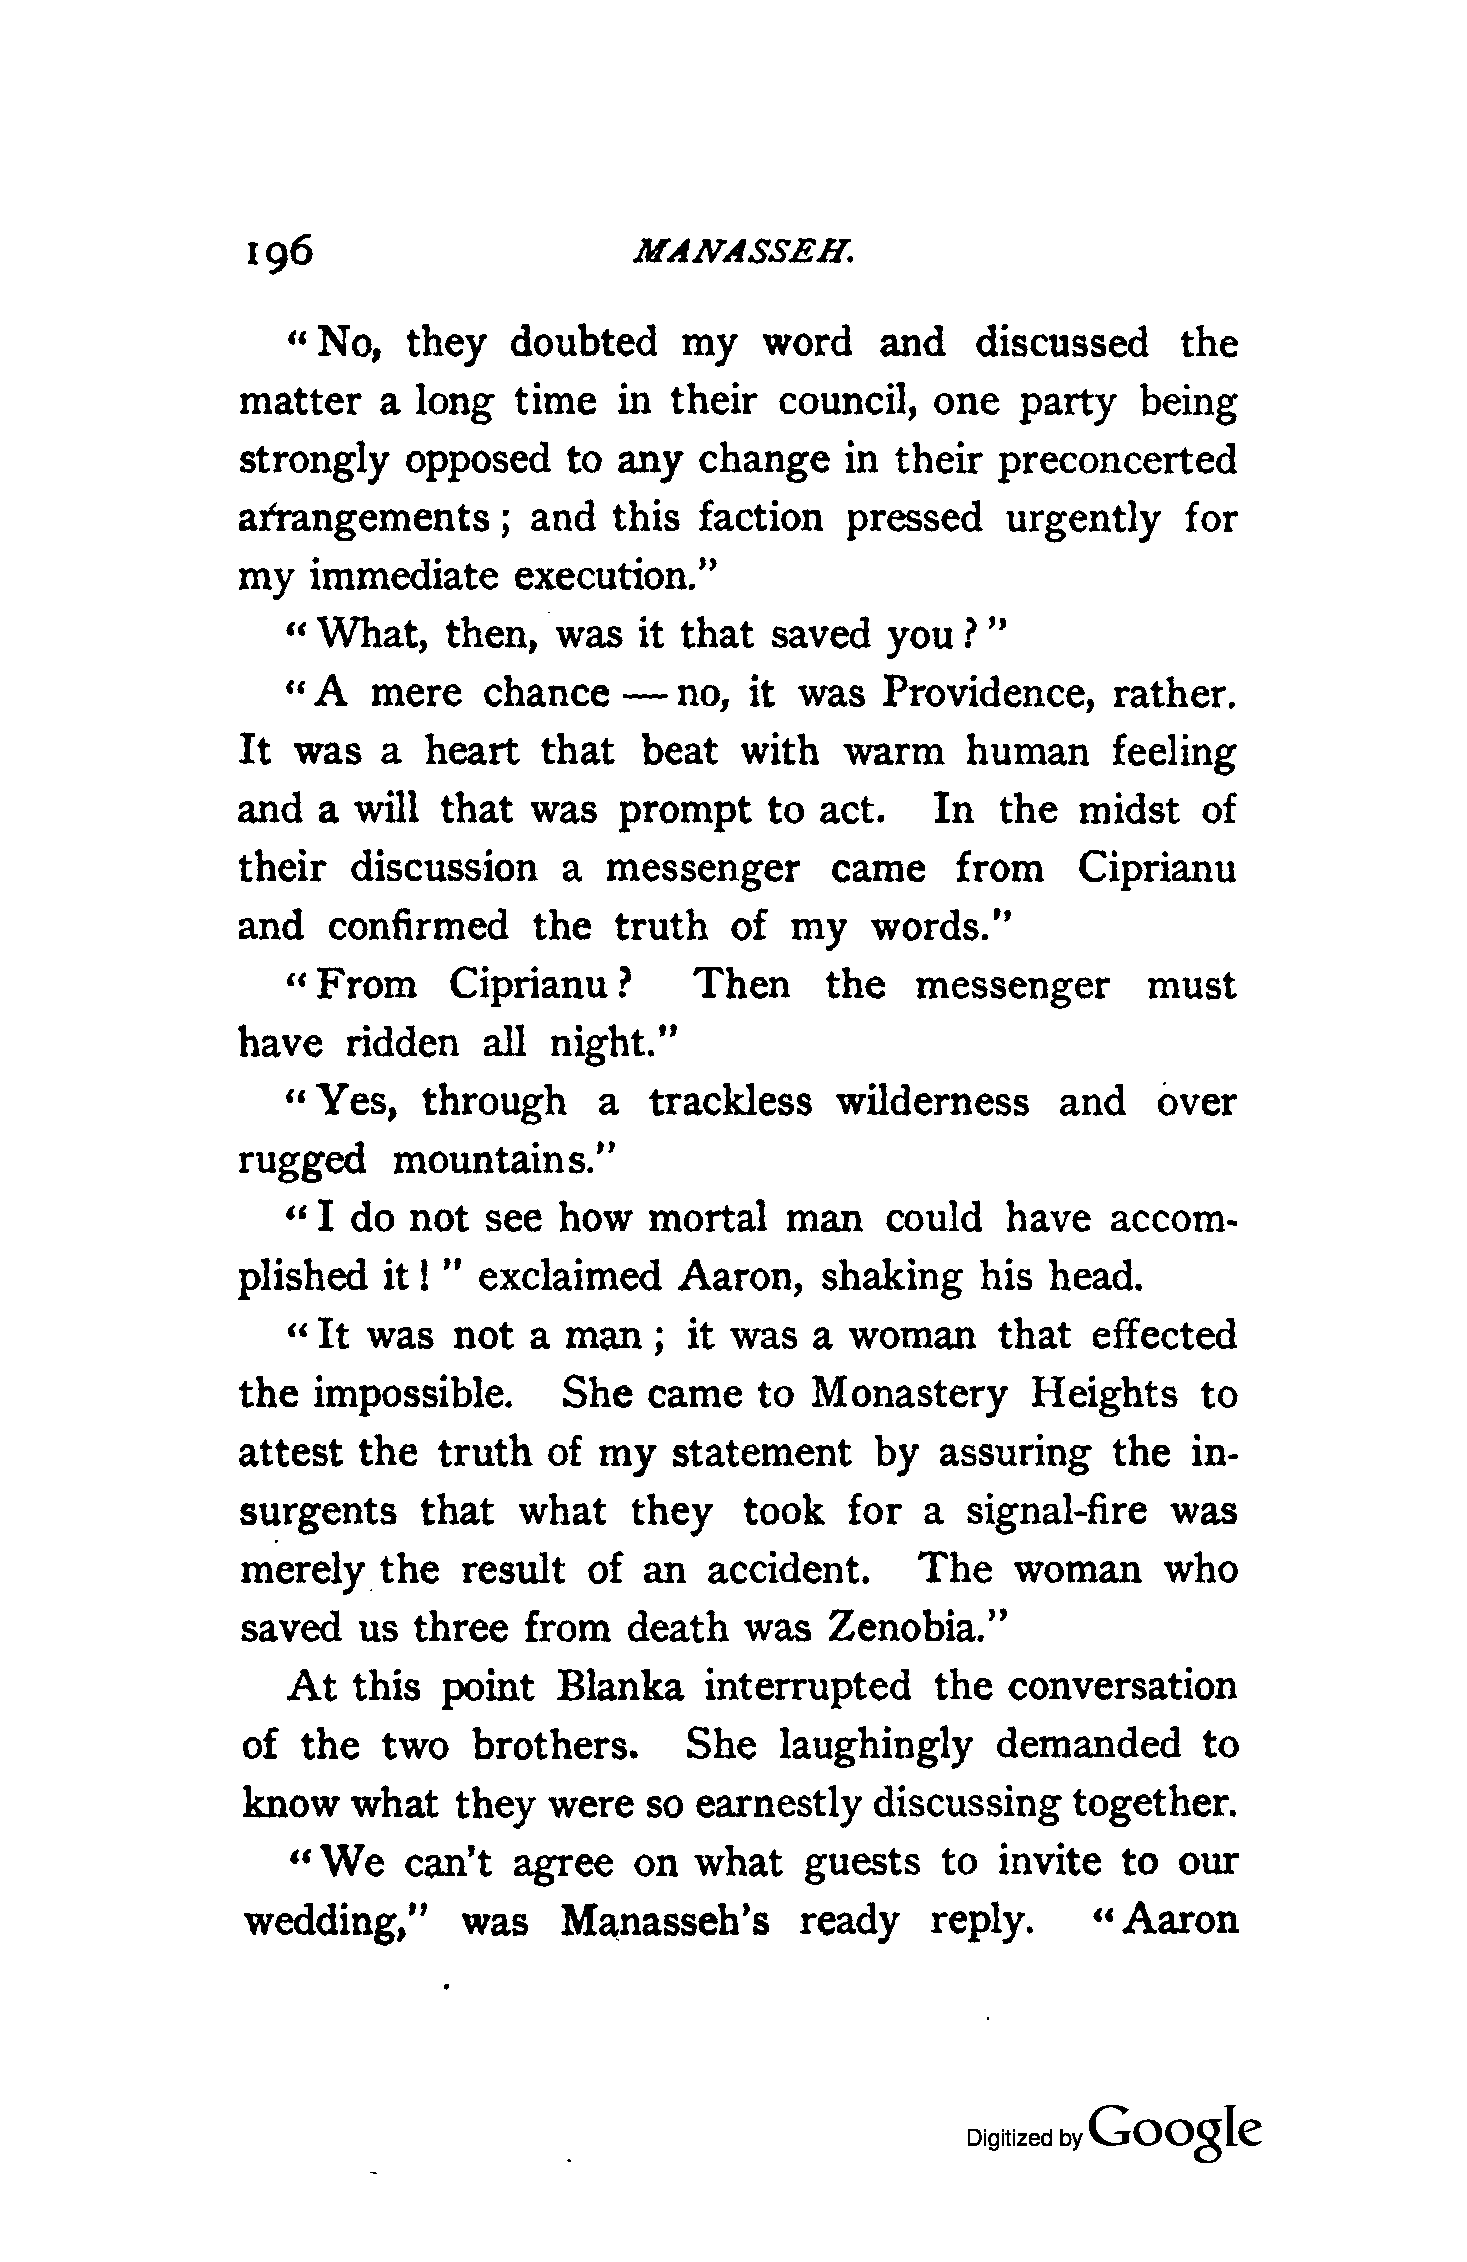 196 MANASSEH.
“No, they doubted my word and discussed the
matter a long time in their council, one party being
strongly opposed to any change in their preconcerted
arrangements; and this faction pressed urgently for
my immediate execution.”
“What, then, was it that saved you?”
“A mere chance — no, it was Providence, rather.
It was a heart that beat with warm human feeling
and a will that was prompt to act. In the midst of
their discussion a messenger came from Ciprianu
and confirmed the truth of my words.”
“From Ciprianu? Then the messenger must
have ridden all night.”
“Yes, through a trackless wilderness and over
rugged mountains.”
“I do not see how mortal man could have accom-
plished it!” exclaimed Aaron, shaking his head.
“It was not a man; it was a woman that effected
the impossible. She came to Monastery Heights to
attest the truth of my statement by assuring the in-
surgents that what they took for a signal-fire was
merely the result of an accident. The woman who
saved us three from death was Zenobia.”
At this point Blanka interrupted the conversation
of the two brothers. She laughingly demanded to
know what they were so earnestly discussing together.
“We can't agree on what guests to invite to our
wedding,” was Manasseh's ready reply. “Aaron
Digitized by Google